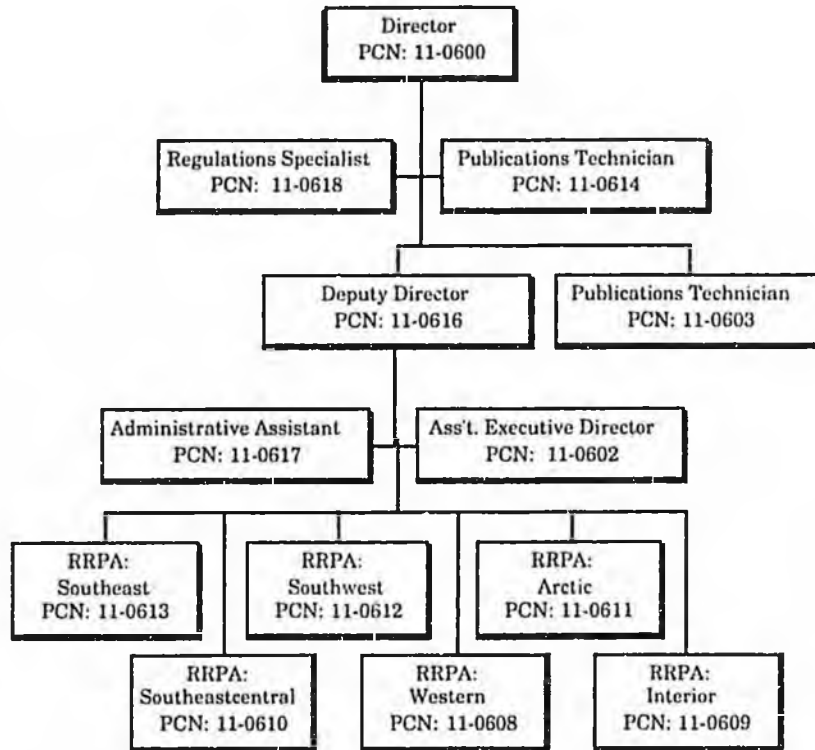 Director
PCN: 11-0600
Regulations Specialist
PCN: 11-0618
Publications Technician
PCN: 11-0614
Deputy Director
PCN: 11-0616
Publications Technician
PCN: 11-0603
Administrative Assistant
PCN: 11-0617
Ass't. Executive Director
PCN: 11-0602
RRPA:
Southeast
PCN: 11-0613
RRPA:
Southwest
PCN: 11-0612
RRPA:
Arctic
PCN: 11-0611
RRPA:
Southeastcentral
PCN: 11-0610
RRPA:
Western
PCN: 11-0608
RRPA:
Interior
PCN: 11-0609